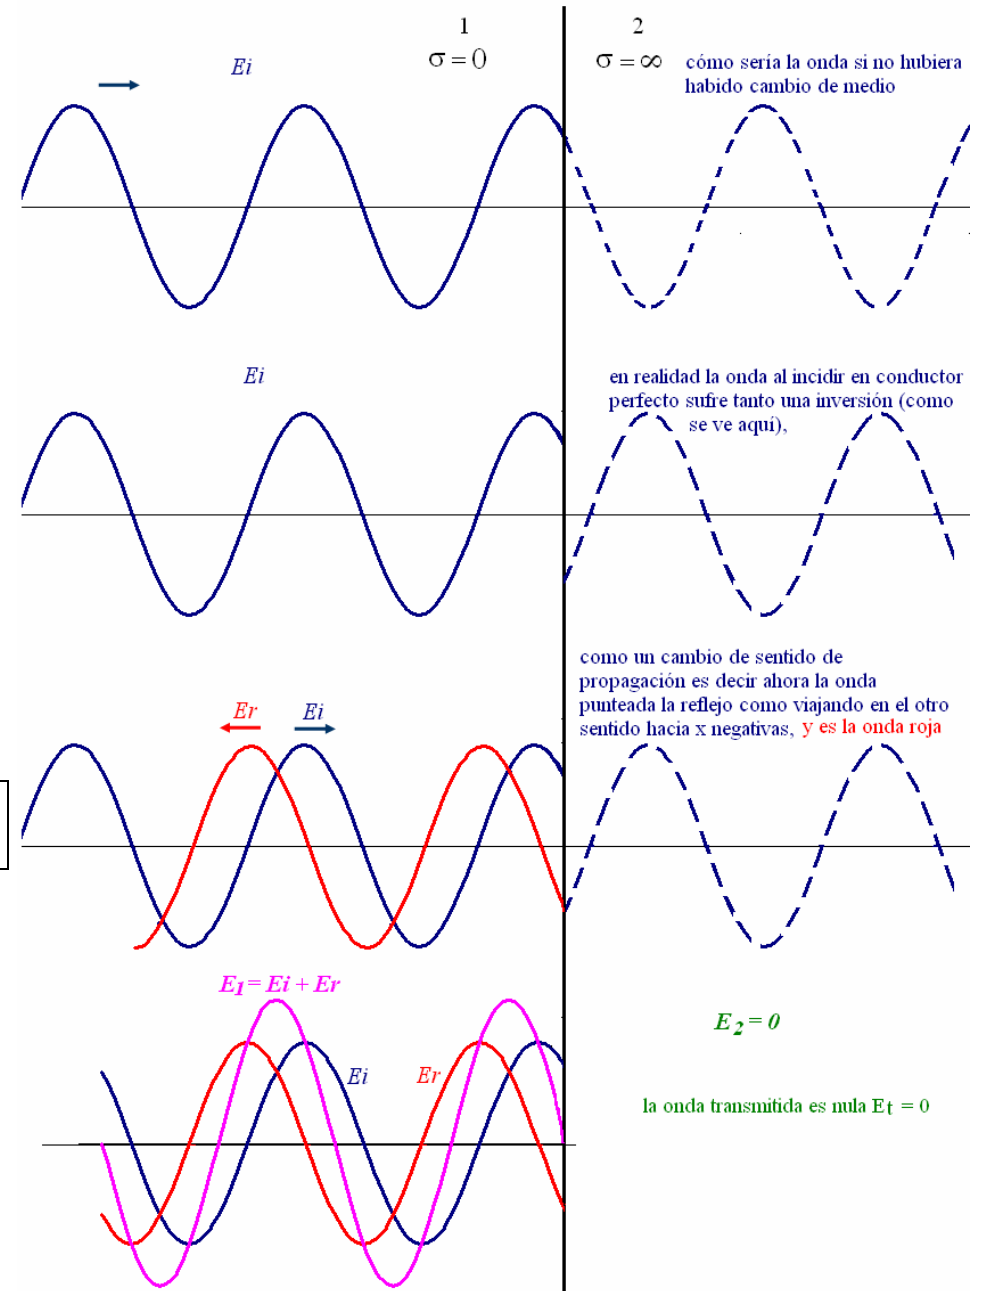 1
2
σ = 0
σ = ∞
cómo sería la onda si no hubiera
habido cambio de medio
Ei
Ei
en realidad la onda al incidir en conductor
perfecto sufre tanto una inversión (como
se ve aquí),
como un cambio de sentido de
propagación es decir ahora la onda
punteada la reflejo como viajando en el otro
sentido hacia x negativas, y es la onda roja
Er
Ei
E1 = Ei + Er
E2 = 0
Ei
Er
la onda transmitida es nula Et = 0